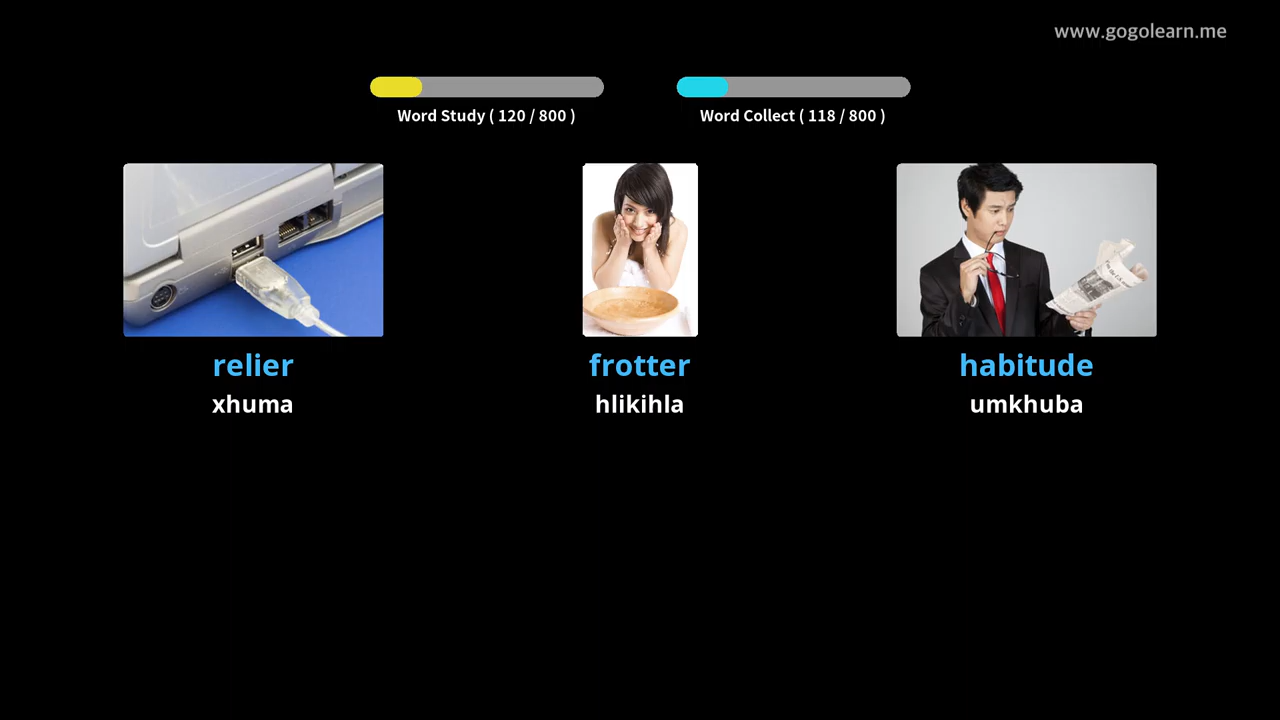 www.gogolearn.me
Word Study ( 120 / 800 )
Word Collect ( 118 / 800 )
relier
frotter
habitude
xhuma
hlikihla
umkhuba